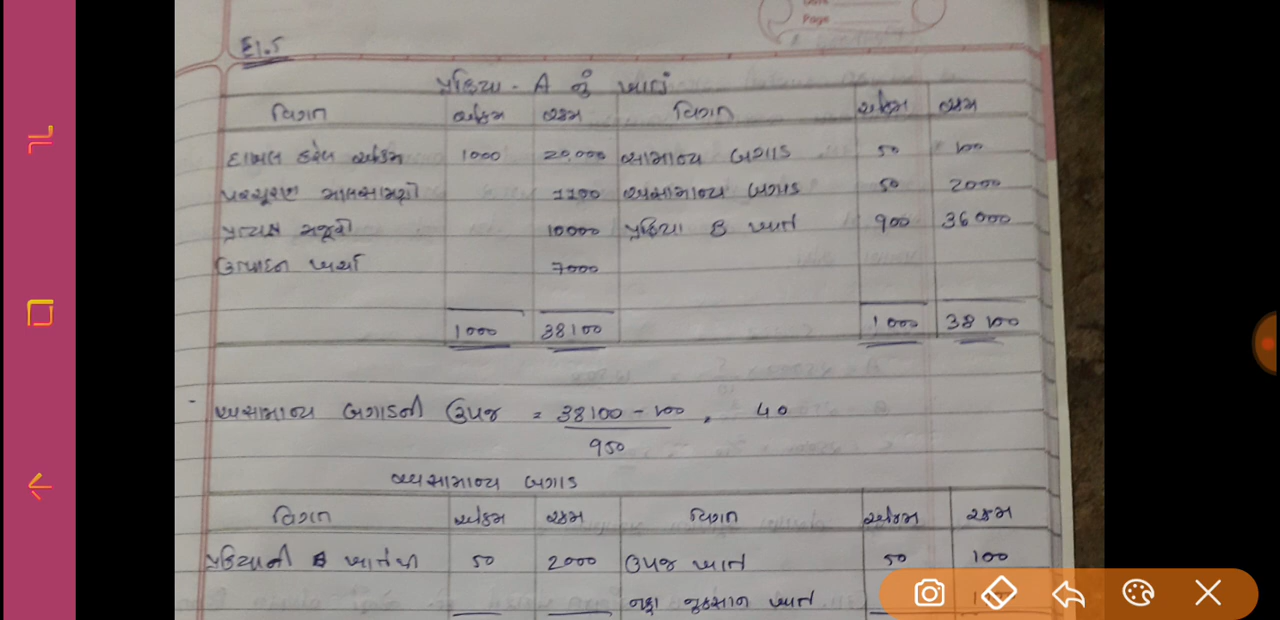 Page
દા.5
પ્રક્રિયા - A નું ખાતું
વિગત એકમ રકમ વિગત એકમ રકમ
દાખલ કરેલ એકમ 1000 20,000 સામાન્ય બગાડ 50 100
પરચૂરણ માલસામગ્રી 1100 અસામાન્ય બગાડ 50 2000
પ્રત્યક્ષ મજૂરી 10000 પ્રક્રિયા B ખાતે 900 36000
ઉત્પાદન ખર્ચા 7000
1000 38100 1000 38100
અસામાન્ય બગાડની ઉપજ = 38100 - 100 , 40
950
અસામાન્ય બગાડ
વિગત એકમ રકમ વિગત એકમ રકમ
પ્રક્રિયાની B ખાતેથી 50 2000 ઉપજ ખાતે 50 100
નફા નુકસાન ખાતે